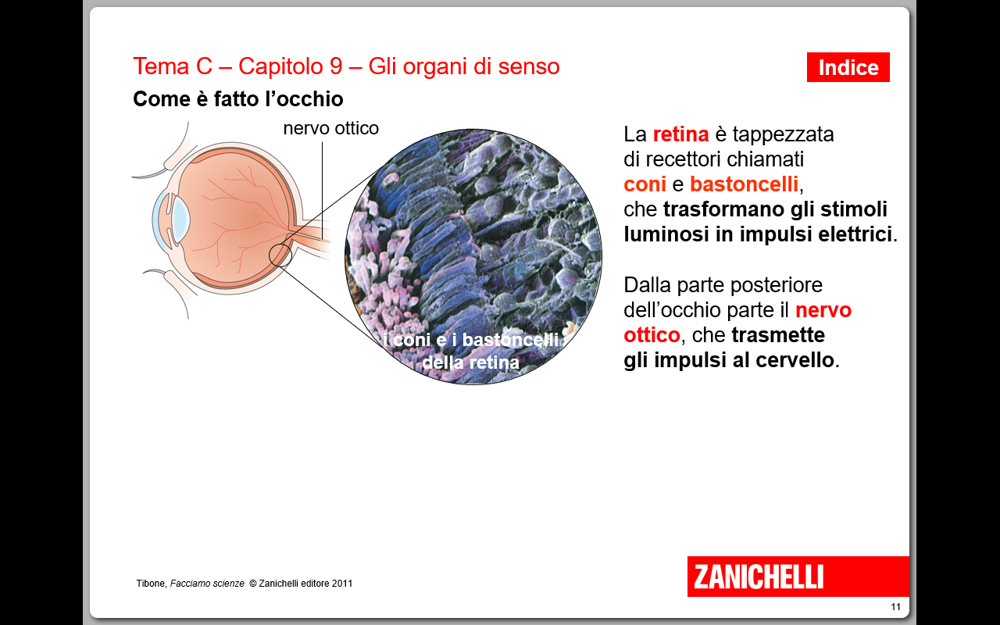 Tema C – Capitolo 9 – Gli organi di senso
Indice
Come è fatto l’occhio
nervo ottico
i coni e i bastoncelli
della retina
La retina è tappezzata
di recettori chiamati
coni e bastoncelli,
che trasformano gli stimoli
luminosi in impulsi elettrici.
Dalla parte posteriore
dell’occhio parte il nervo
ottico, che trasmette
gli impulsi al cervello.
Tibone, Facciamo scienze © Zanichelli editore 2011
ZANICHELLI
11